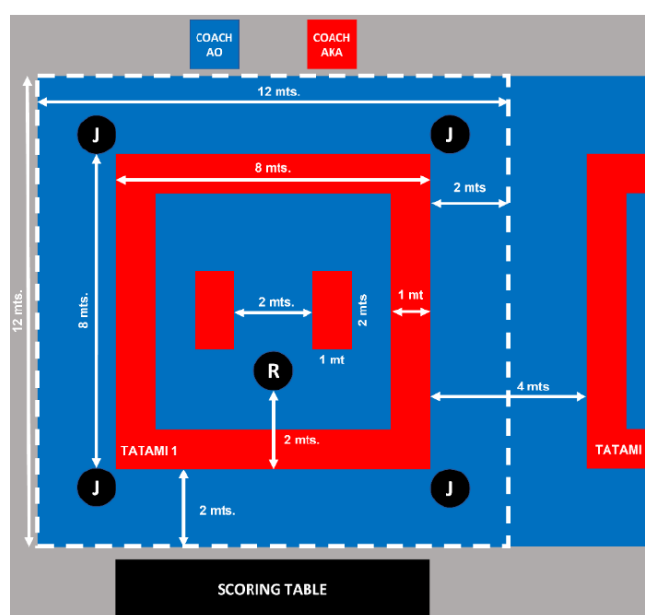 COACH
AO
COACH
AKA
12 mts.
J
J
8 mts.
2 mts
12 mts.
8 mts.
2 mts.
2 mts
1 mt
1 mt
R
4 mts
2 mts.
TATAMI 1
TATAMI
J
J
2 mts.
SCORING TABLE